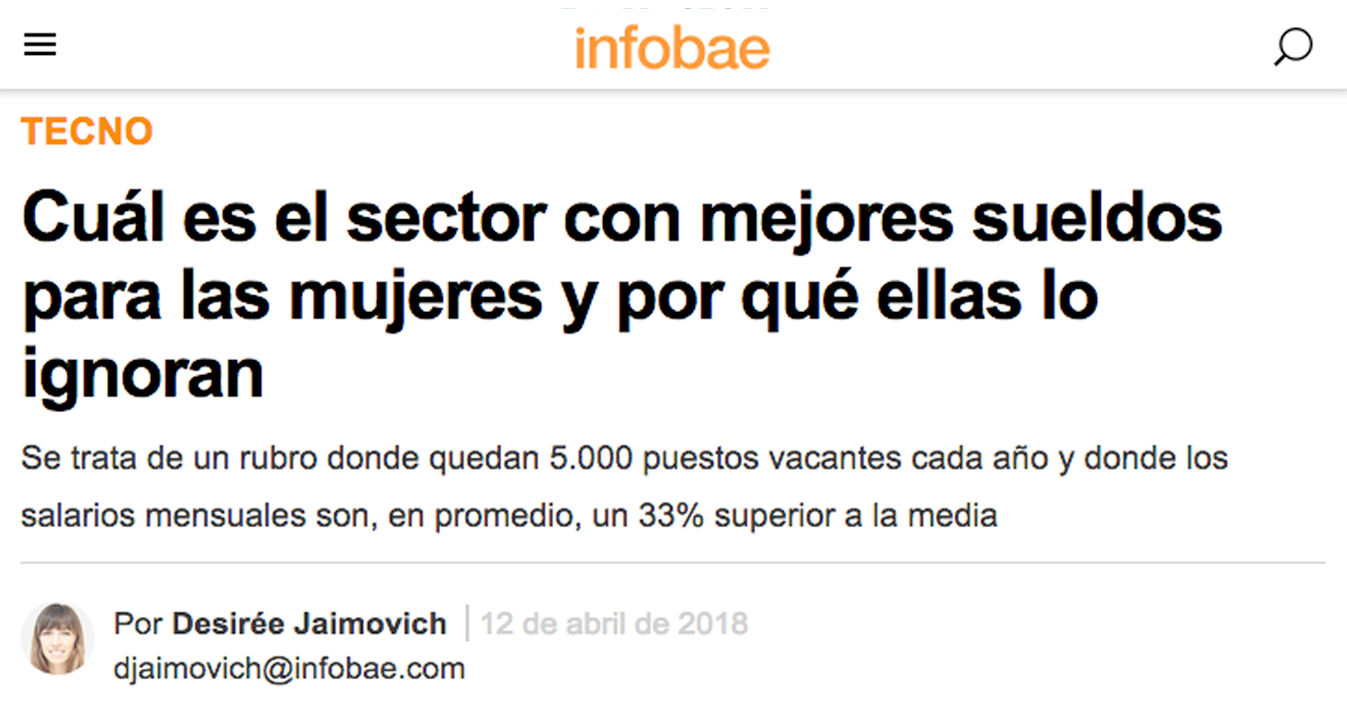 infobae
TECNO
Cuál es el sector con mejores sueldos
para las mujeres y por qué ellas lo
ignoran
Se trata de un rubro donde quedan 5.000 puestos vacantes cada año y donde los
salarios mensuales son, en promedio, un 33% superior a la media
Por Desirée Jaimovich | 12 de abril de 2018
djaimovich@infobae.com